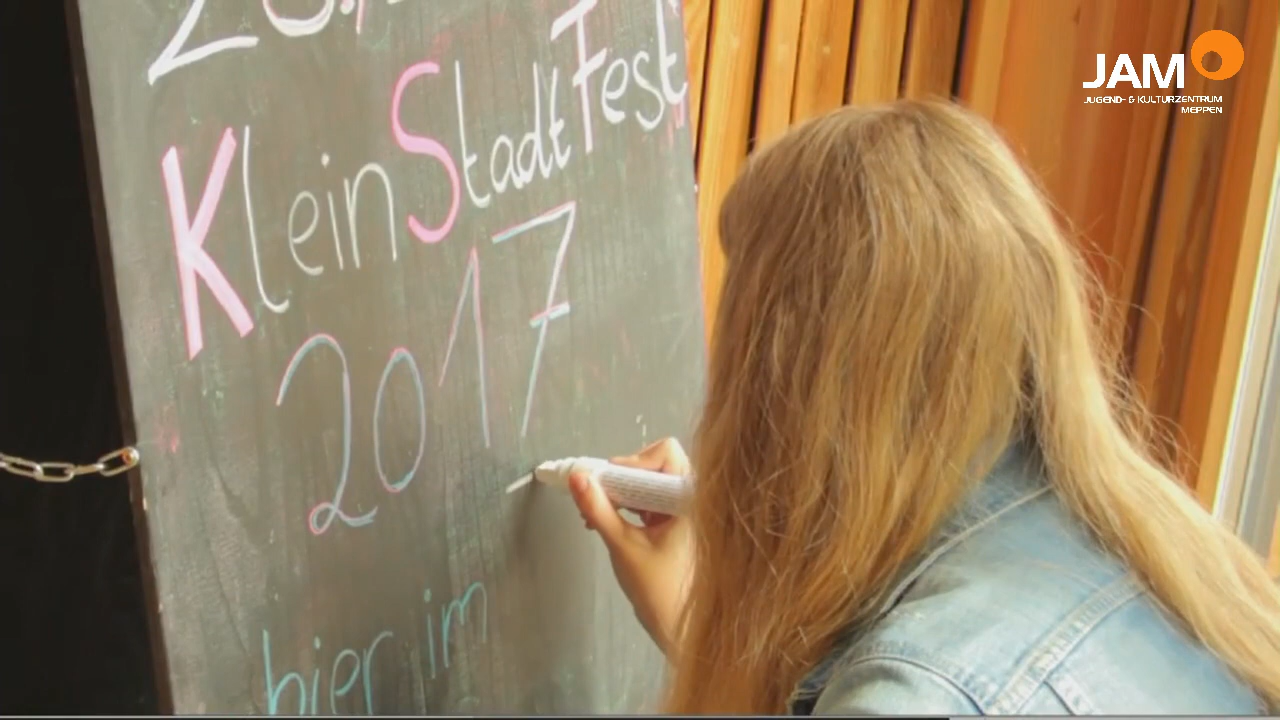 KleinStadtFest
2017
hier im
JAM
JUGEND- & KULTURZENTRUM
MEPPEN